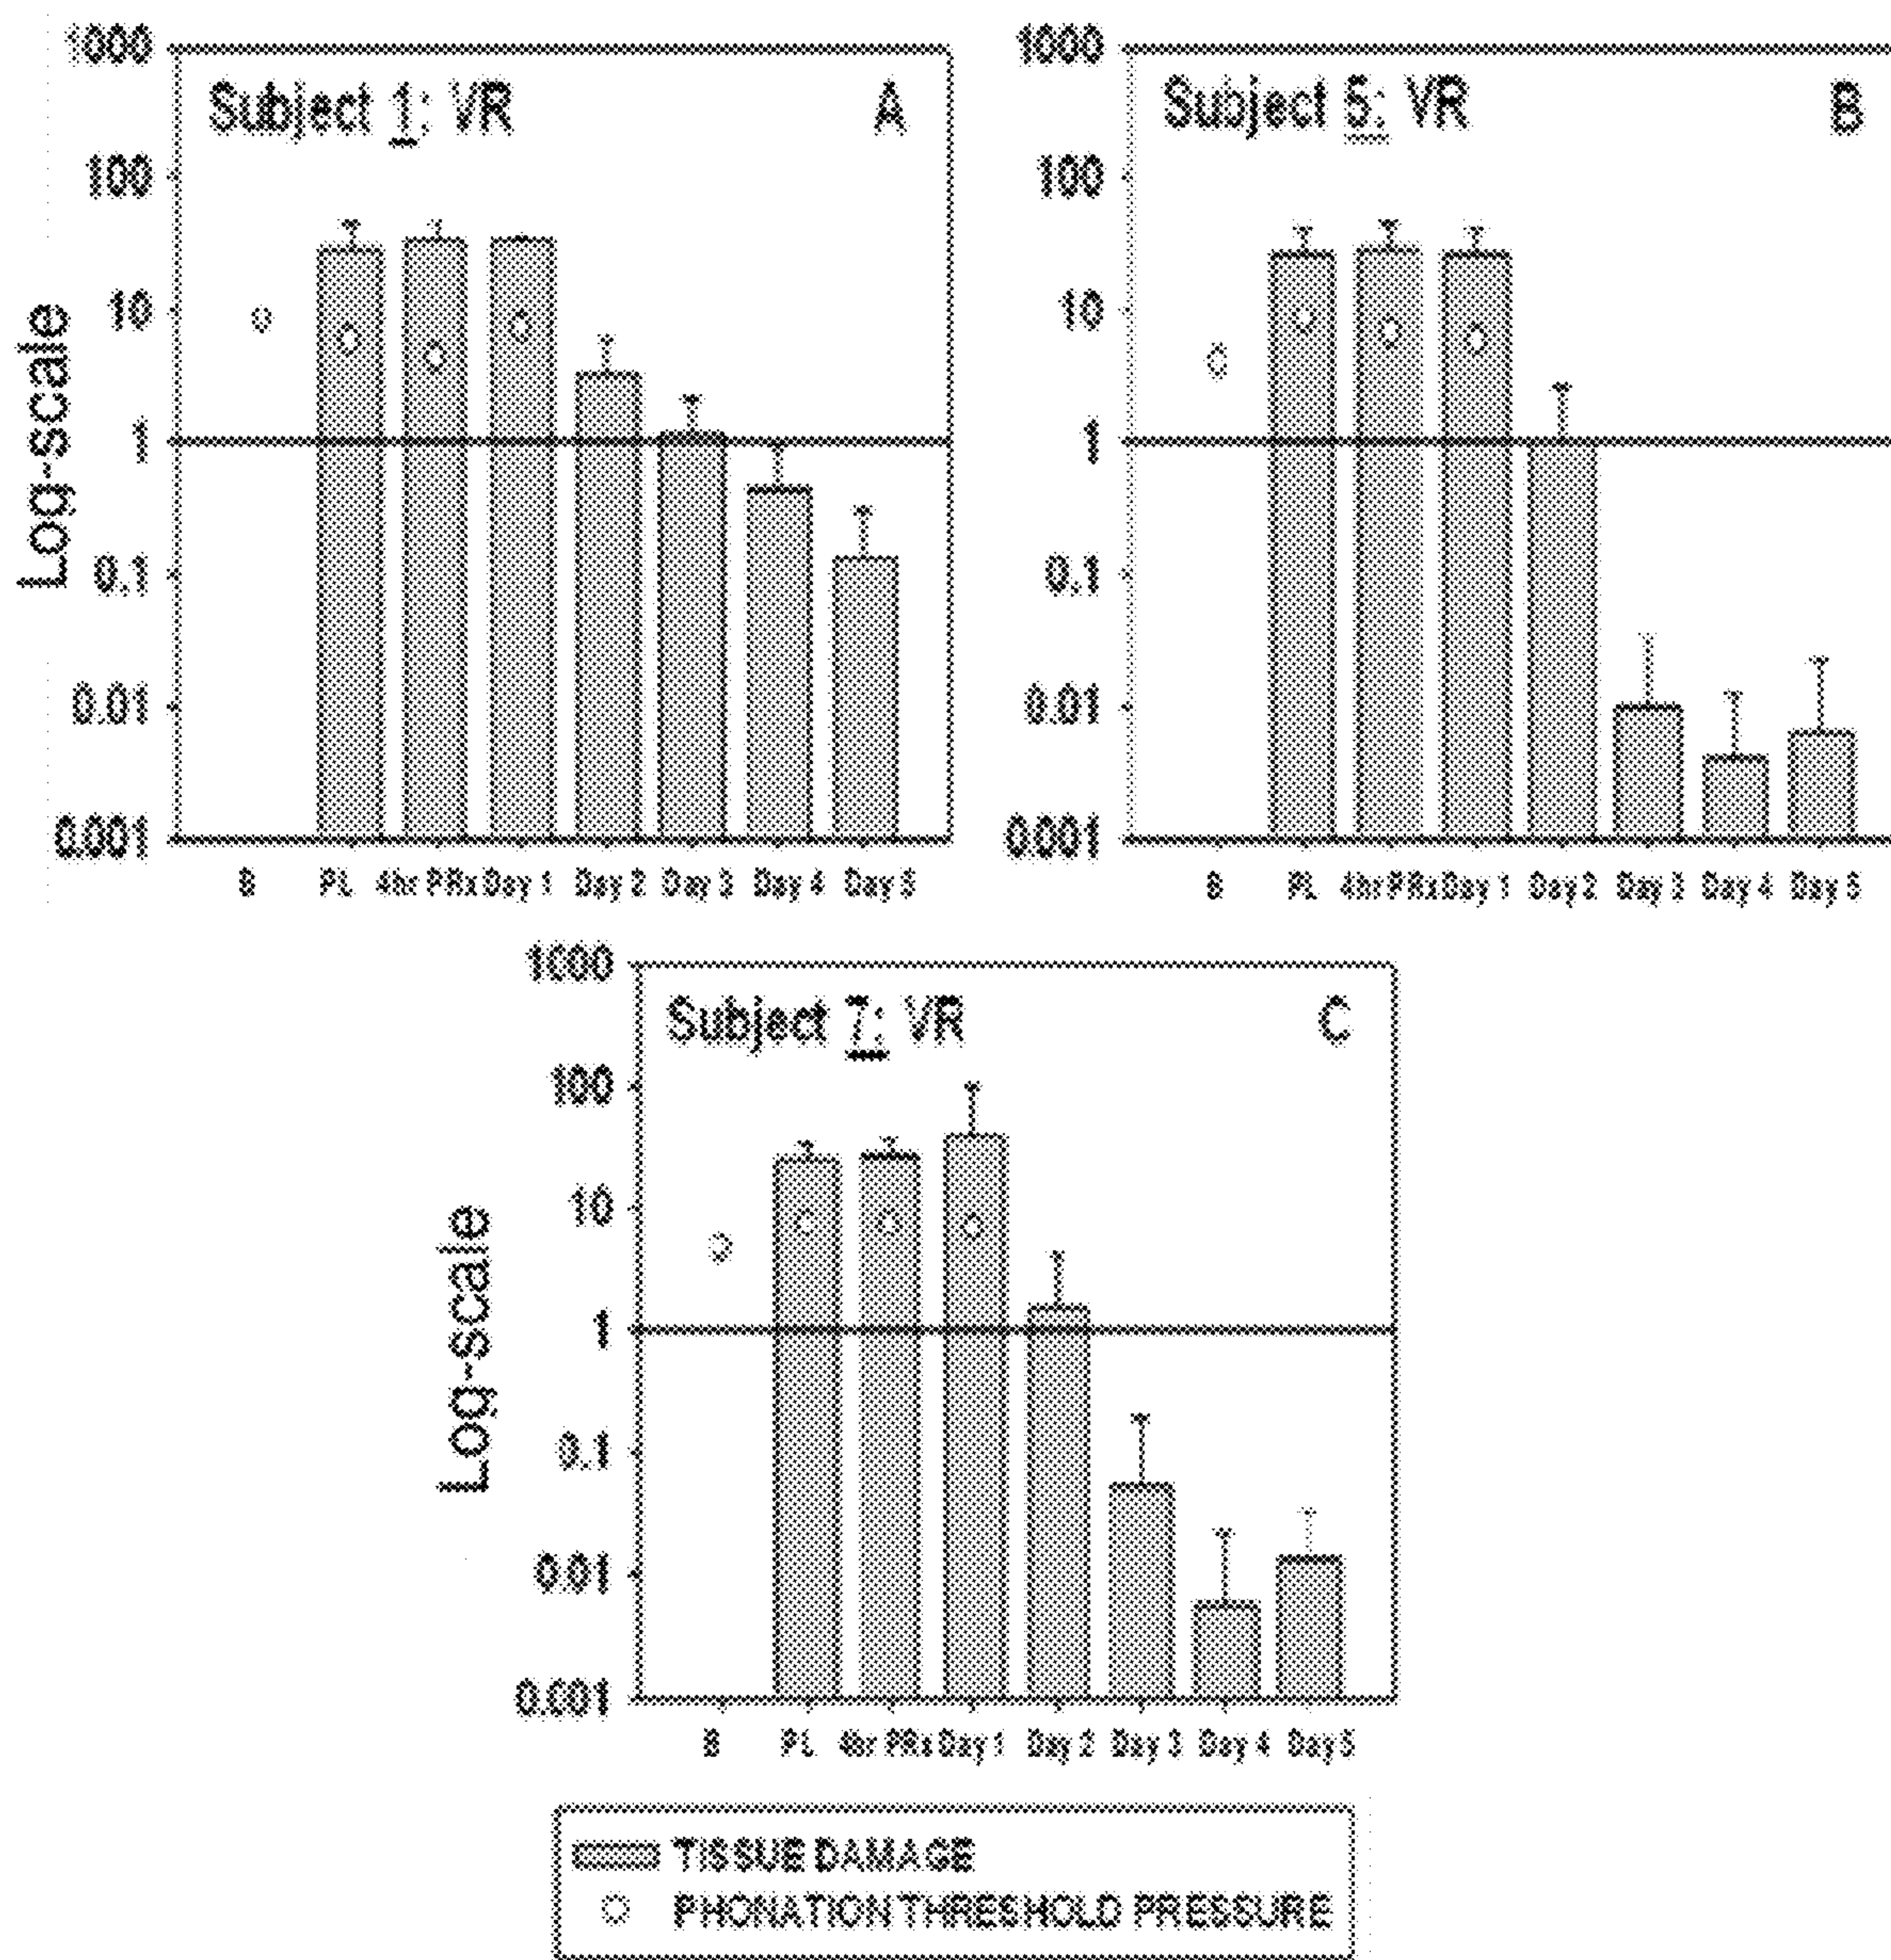 Subject 1: VR A
Log-scale
1000
100
10
1
0.1
0.01
0.001
B PL 4hr PRx Day 1 Day 2 Day 3 Day 4 Day 5
Subject 5: VR B
1000
100
10
1
0.1
0.01
0.001
B PL 4hr PRx Day 1 Day 2 Day 3 Day 4 Day 5
Subject 7: VR C
Log-scale
1000
100
10
1
0.1
0.01
0.001
B PL 4hr PRx Day 1 Day 2 Day 3 Day 4 Day 5
TISSUE DAMAGE
PHONATION THRESHOLD PRESSURE